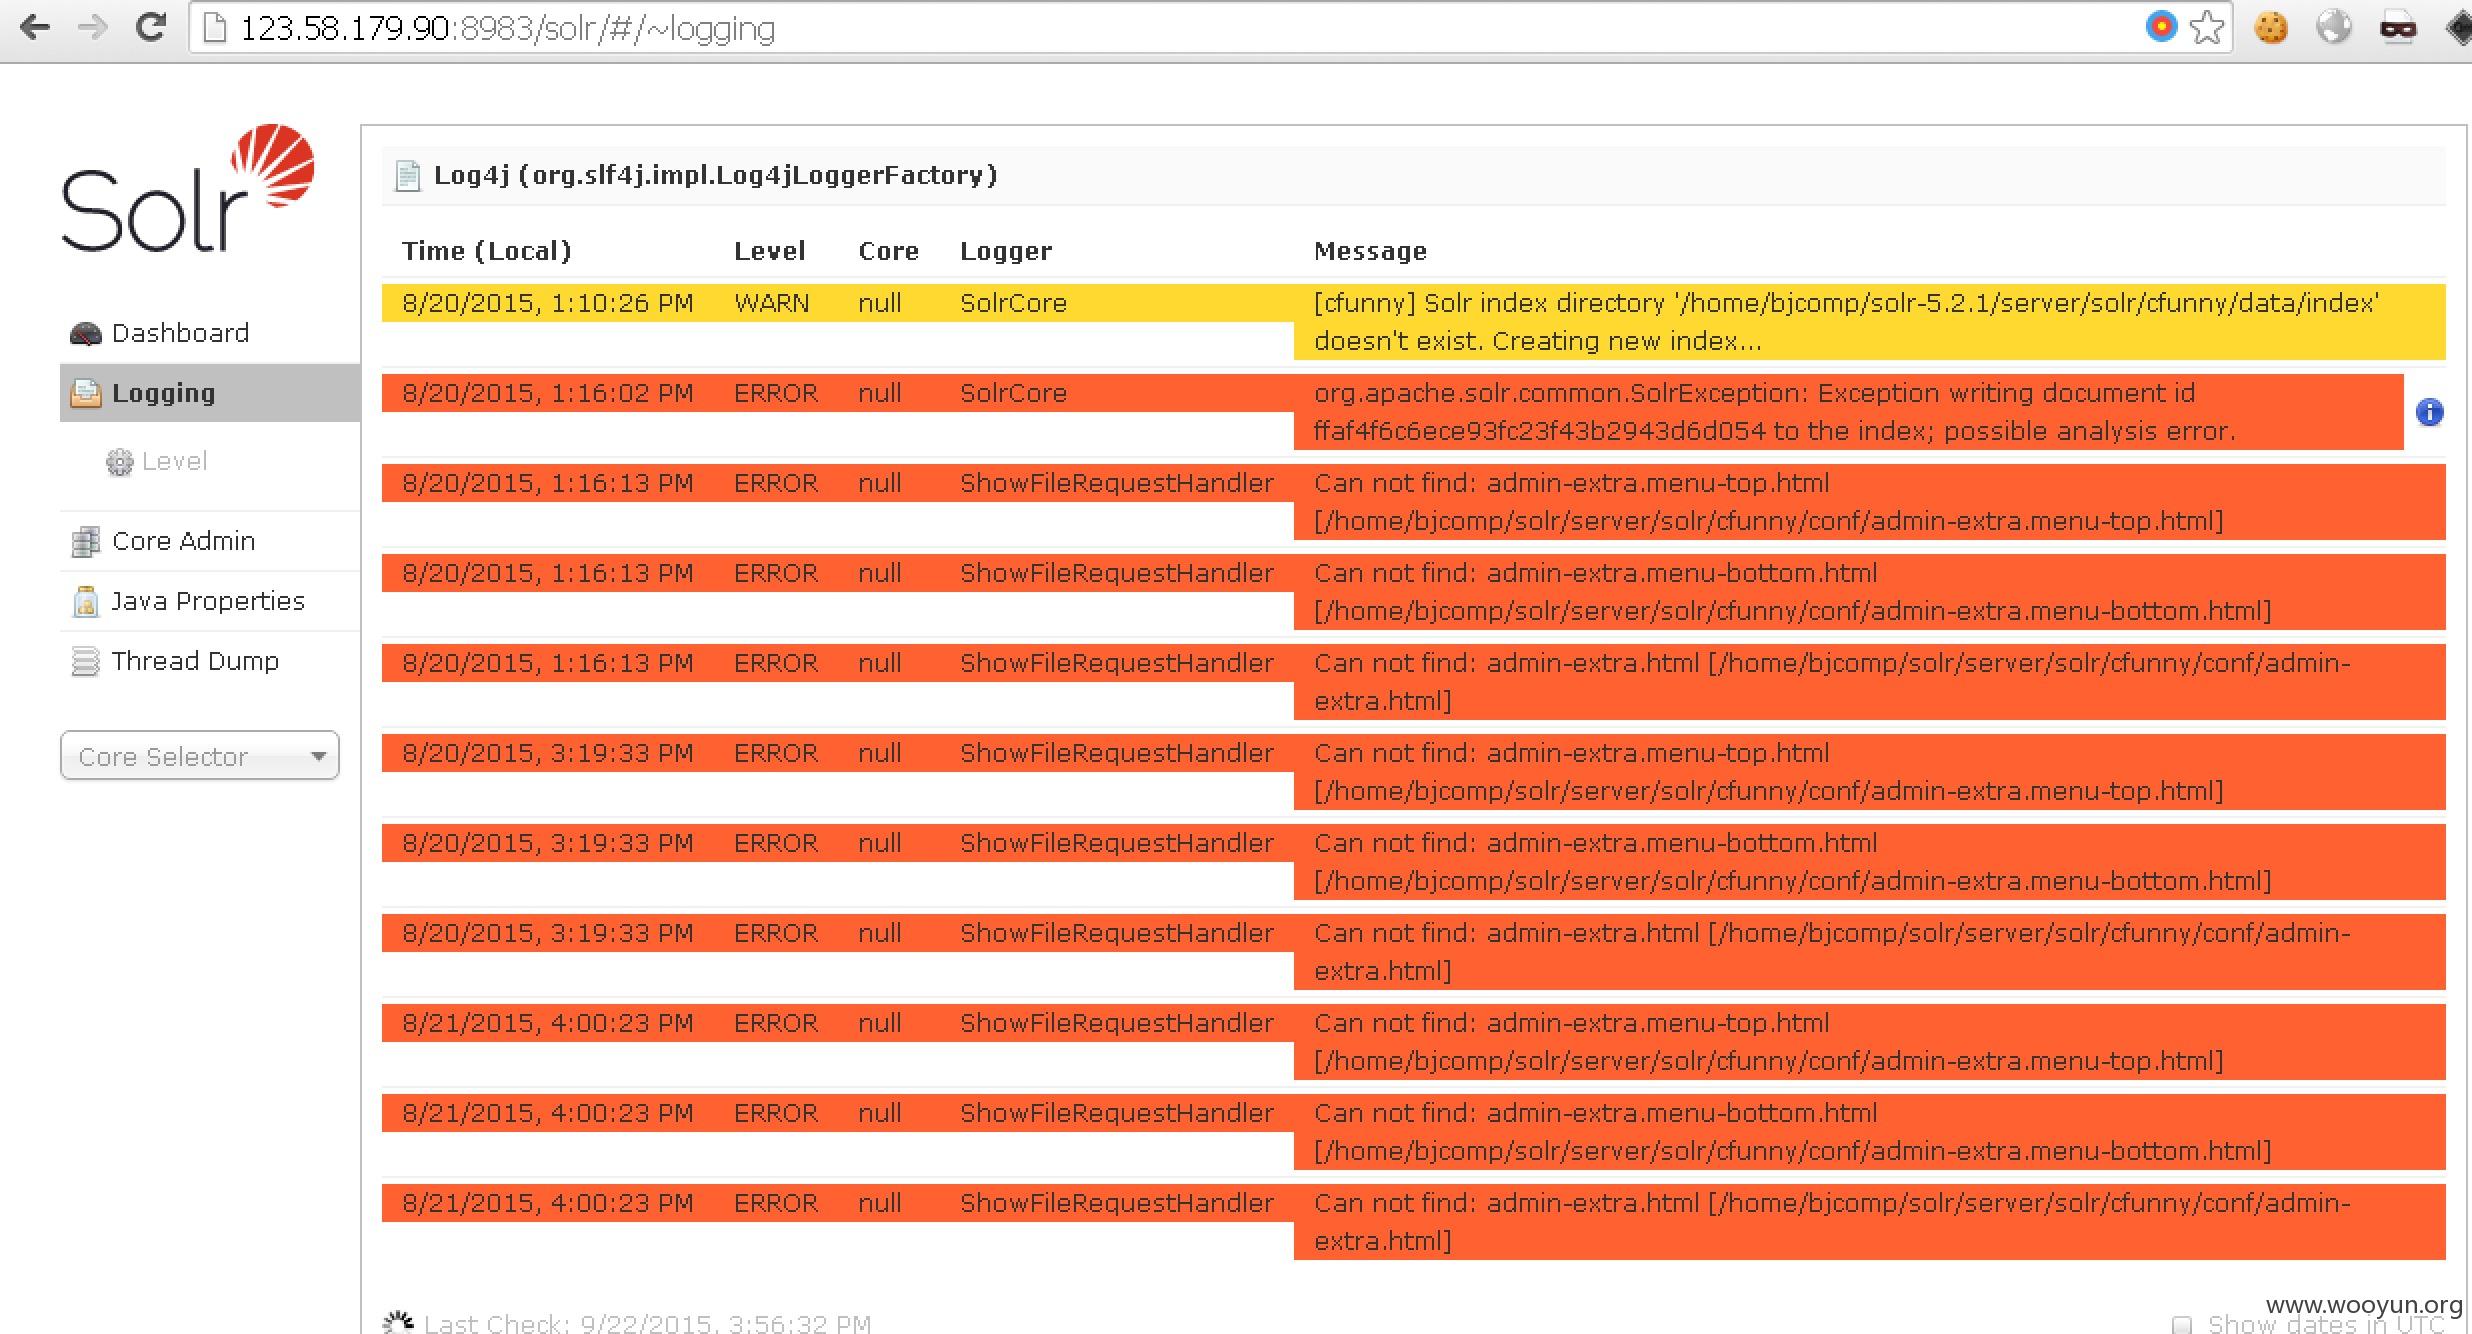 123.58.179.90:8983/solr/#/~logging
Solr
Dashboard
Logging
Level
Core Admin
Java Properties
Thread Dump
Core Selector
Log4j (org.slf4j.impl.Log4jLoggerFactory)
Time (Local) Level Core Logger Message
8/20/2015, 1:10:26 PM WARN null SolrCore [cfunny] Solr index directory '/home/bjcomp/solr-5.2.1/server/solr/cfunny/data/index'
doesn't exist. Creating new index...
8/20/2015, 1:16:02 PM ERROR null SolrCore org.apache.solr.common.SolrException: Exception writing document id
ffaf4f6c6ece93fc23f43b2943d6d054 to the index; possible analysis error.
8/20/2015, 1:16:13 PM ERROR null ShowFileRequestHandler Can not find: admin-extra.menu-top.html
[/home/bjcomp/solr/server/solr/cfunny/conf/admin-extra.menu-top.html]
8/20/2015, 1:16:13 PM ERROR null ShowFileRequestHandler Can not find: admin-extra.menu-bottom.html
[/home/bjcomp/solr/server/solr/cfunny/conf/admin-extra.menu-bottom.html]
8/20/2015, 1:16:13 PM ERROR null ShowFileRequestHandler Can not find: admin-extra.html [/home/bjcomp/solr/server/solr/cfunny/conf/admin-
extra.html]
8/20/2015, 3:19:33 PM ERROR null ShowFileRequestHandler Can not find: admin-extra.menu-top.html
[/home/bjcomp/solr/server/solr/cfunny/conf/admin-extra.menu-top.html]
8/20/2015, 3:19:33 PM ERROR null ShowFileRequestHandler Can not find: admin-extra.menu-bottom.html
[/home/bjcomp/solr/server/solr/cfunny/conf/admin-extra.menu-bottom.html]
8/20/2015, 3:19:33 PM ERROR null ShowFileRequestHandler Can not find: admin-extra.html [/home/bjcomp/solr/server/solr/cfunny/conf/admin-
extra.html]
8/21/2015, 4:00:23 PM ERROR null ShowFileRequestHandler Can not find: admin-extra.menu-top.html
[/home/bjcomp/solr/server/solr/cfunny/conf/admin-extra.menu-top.html]
8/21/2015, 4:00:23 PM ERROR null ShowFileRequestHandler Can not find: admin-extra.menu-bottom.html
[/home/bjcomp/solr/server/solr/cfunny/conf/admin-extra.menu-bottom.html]
8/21/2015, 4:00:23 PM ERROR null ShowFileRequestHandler Can not find: admin-extra.html [/home/bjcomp/solr/server/solr/cfunny/conf/admin-
extra.html]
www.wooyun.org
Last Check: 9/22/2015, 3:56:32 PM Show dates in UTC